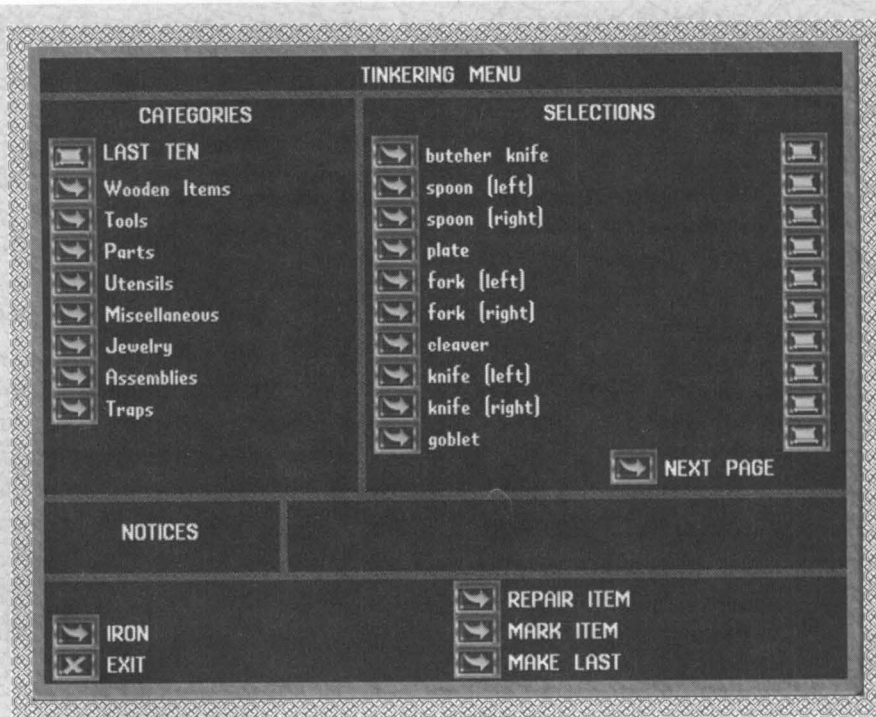 TINKERING MENU
CATEGORIES
LAST TEN
Wooden Items
Tools
Parts
Utensils
Miscellaneous
Jewelry
Assemblies
Traps
SELECTIONS
butcher knife
spoon (left)
spoon (right)
plate
fork (left)
fork (right)
cleaver
knife (left)
knife (right)
goblet
NEXT PAGE
NOTICES
IRON
EXIT
REPAIR ITEM
MARK ITEM
MAKE LAST